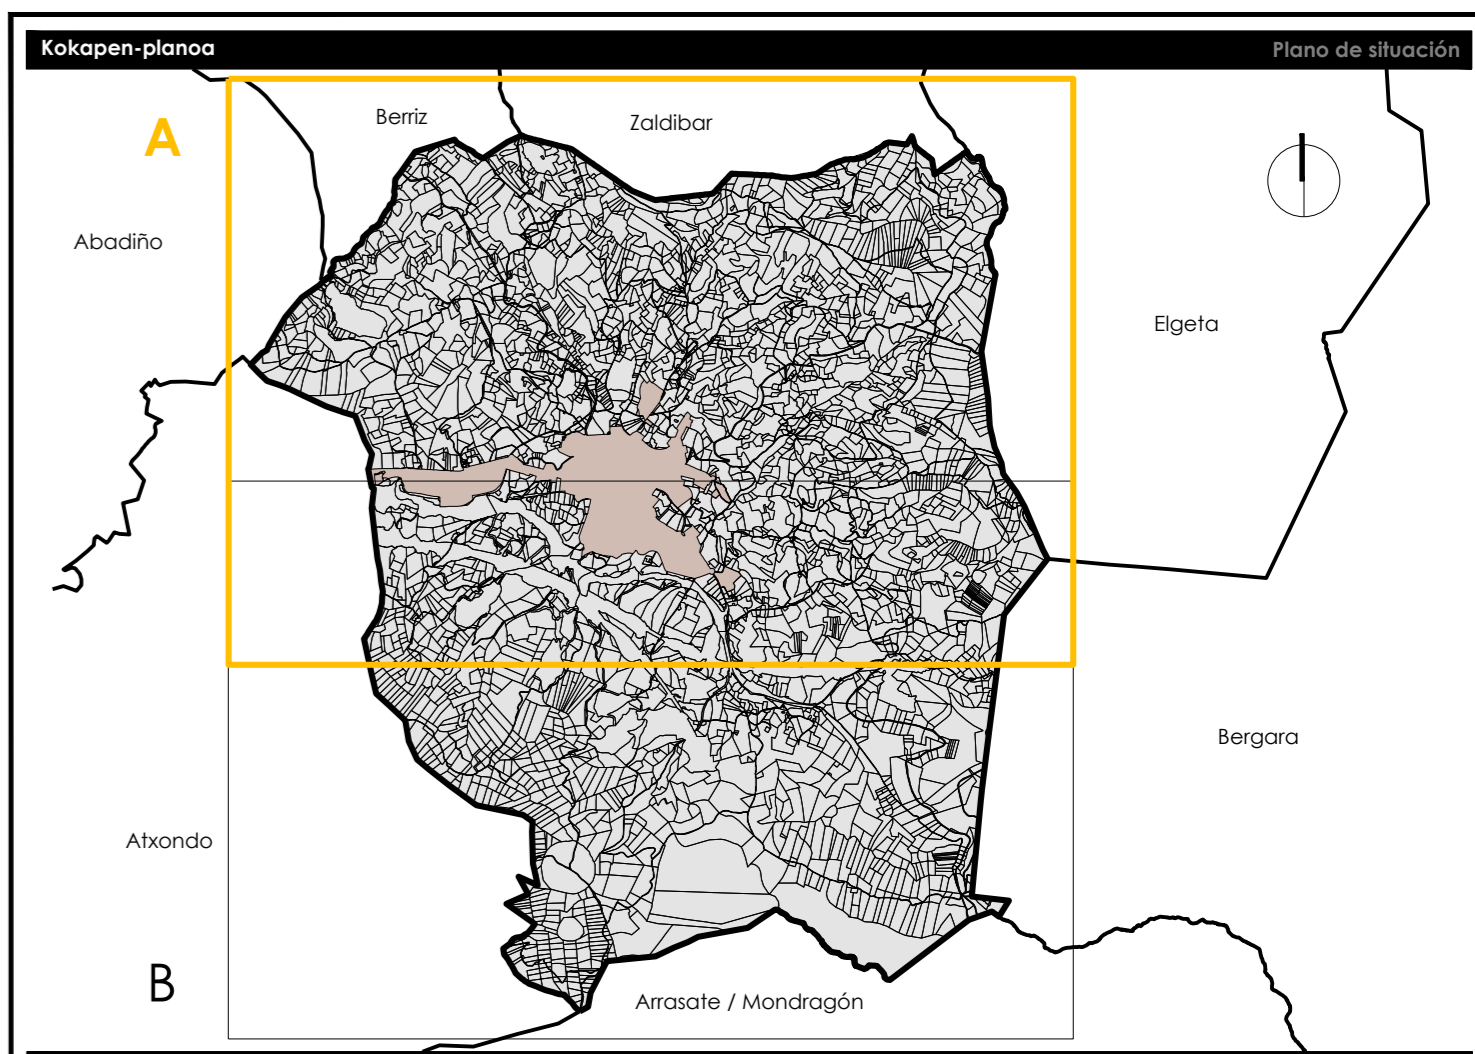 Kokapen-planoa
Plano de situación
Berriz
Zaldibar
A
Abadiño
Elgeta
Bergara
Atxondo
B
Arrasate / Mondragón